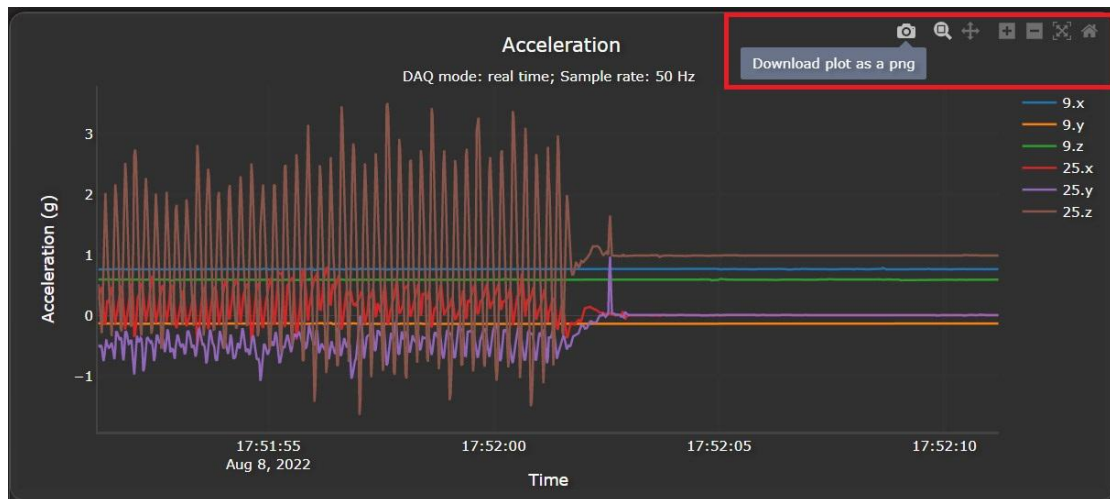 Acceleration
DAQ mode: real time; Sample rate: 50 Hz
Download plot as a png
9.x
9.y
9.z
25.x
25.y
25.z
Acceleration (g)
3
2
1
0
−1
17:51:55
Aug 8, 2022
17:52:00
17:52:05
17:52:10
Time